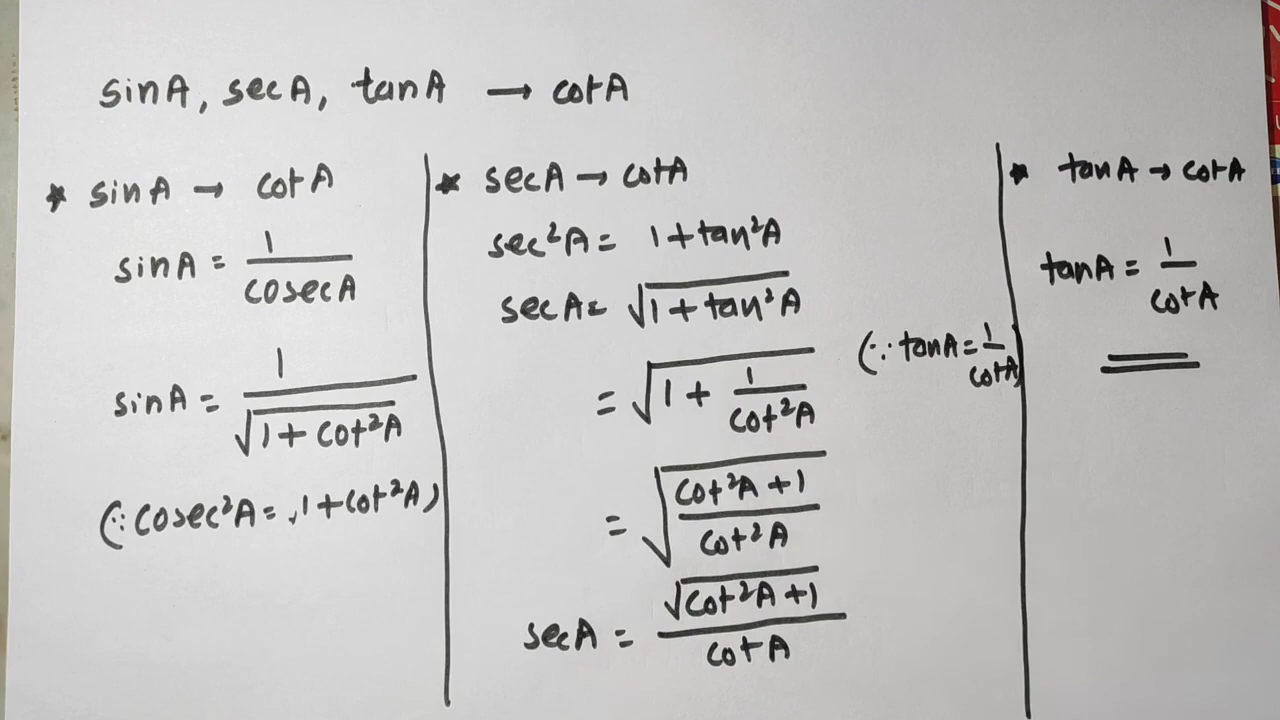 sinA, secA, tanA → cotA
* sinA → cotA
sinA = 1/cosecA
sinA = 1/√(1+cot²A)
(∵ cosec²A = 1+cot²A)
* secA → cotA
sec²A = 1+tan²A
secA = √(1+tan²A)
= √(1+1/cot²A) (∵ tanA = 1/cotA)
= √((cot²A+1)/cot²A)
secA = √(cot²A+1)/cotA
* tanA → cotA
tanA = 1/cotA